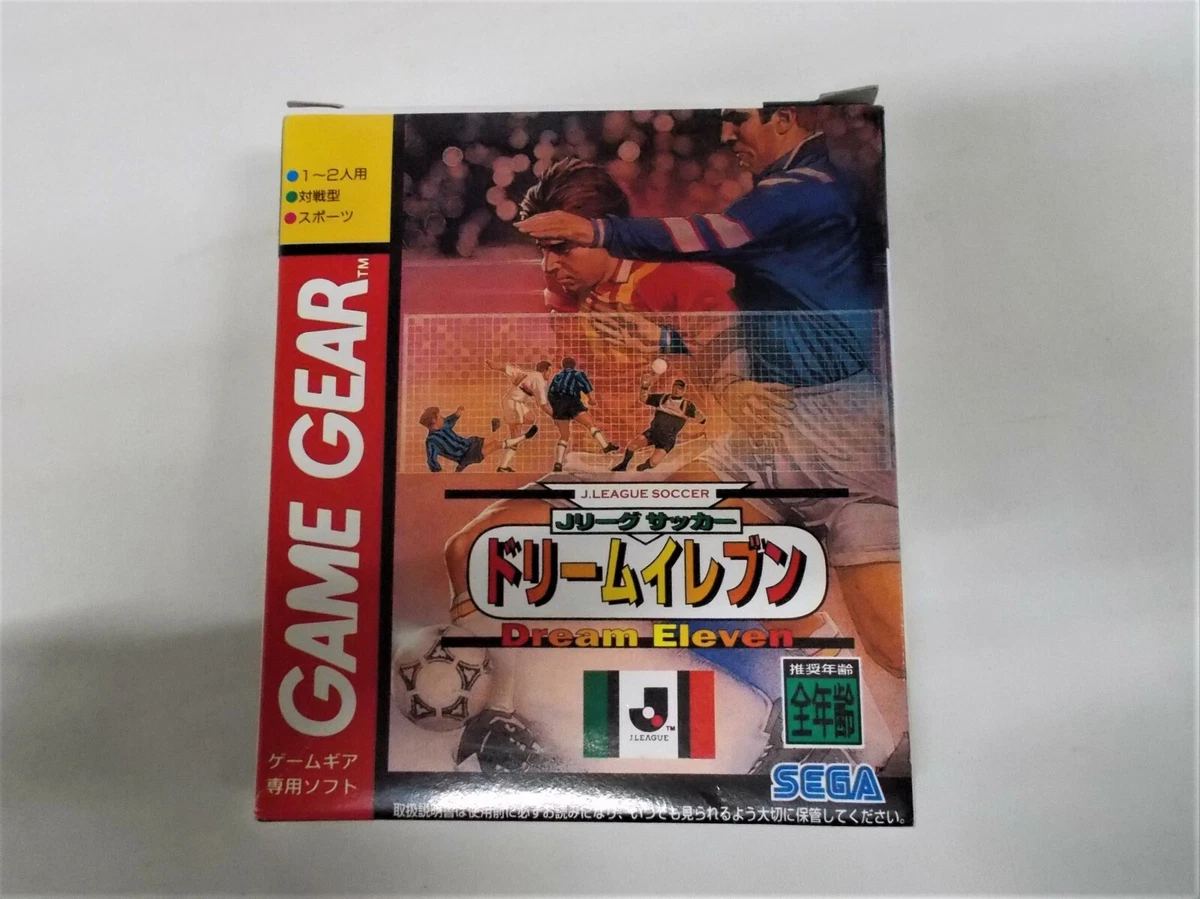 ●1~2人用
●対戦型
●スポーツ
GAME GEAR™
ゲームギア
専用ソフト
J.LEAGUE SOCCER
Jリーグ サッカー
ドリームイレブン
Dream Eleven
J.LEAGUE™
推奨年齢
全年齢
SEGA™
取扱説明書は使用前に必ずお読みになり、いつでも見られるよう大切に保管してください。